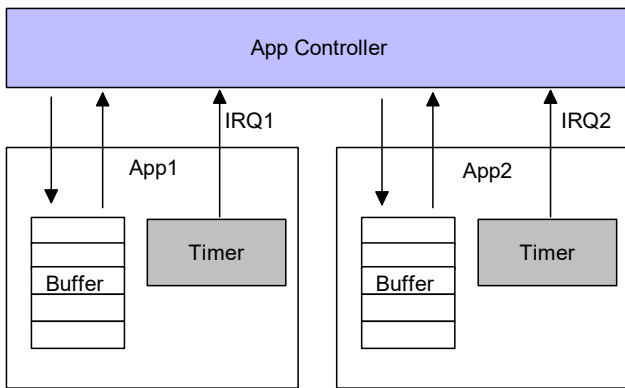 App Controller
IRQ1
IRQ2
App1
App2
Buffer
Timer
Buffer
Timer